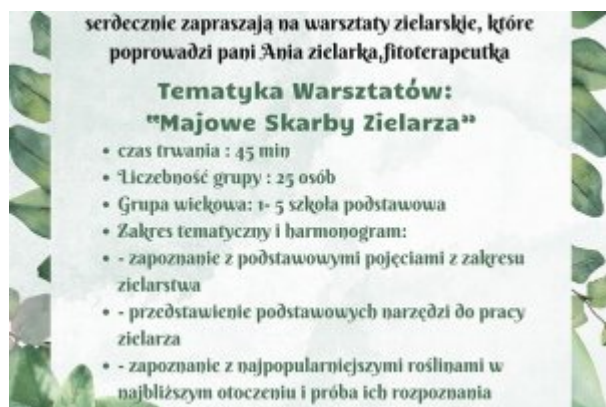 serdecznie zapraszają na warsztaty zielarskie, które
poprowadzi pani Ania zielarka,fitoterapeutka
Tematyka Warsztatów:
"Majowe Skarby Zielarza"
• czas trwania : 45 min
• Liczebność grupy : 25 osób
• Grupa wiekowa: 1- 5 szkoła podstawowa
• Zakres tematyczny i harmonogram:
• - zapoznanie z podstawowymi pojęciami z zakresu
zielarstwa
• - przedstawienie podstawowych narzędzi do pracy
zielarza
• - zapoznanie z najpopularniejszymi roślinami w
najbliższym otoczeniu i próba ich rozpoznania